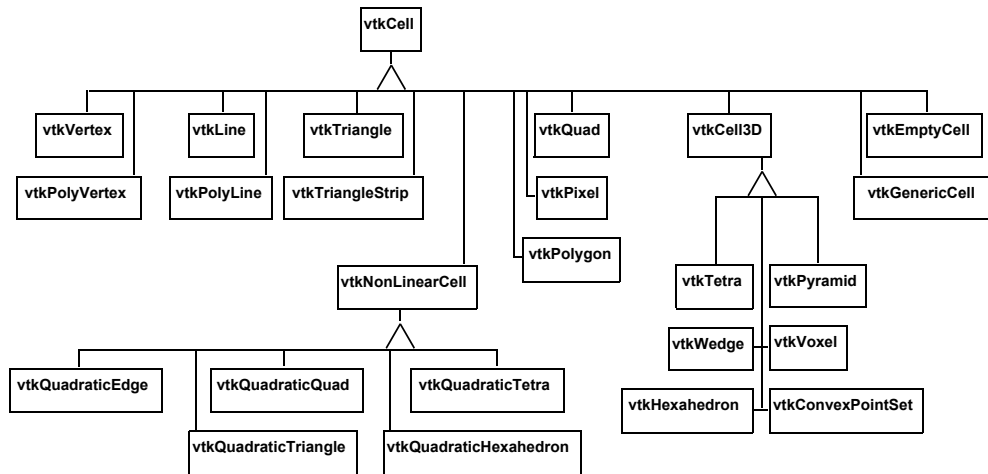 vtkCell
vtkVertex
vtkLine
vtkTriangle
vtkQuad
vtkCell3D
vtkEmptyCell
vtkPolyVertex
vtkPolyLine
vtkTriangleStrip
vtkPixel
vtkGenericCell
vtkPolygon
vtkNonLinearCell
vtkTetra
vtkPyramid
vtkWedge
vtkVoxel
vtkQuadraticEdge
vtkQuadraticQuad
vtkQuadraticTetra
vtkHexahedron
vtkConvexPointSet
vtkQuadraticTriangle
vtkQuadraticHexahedron